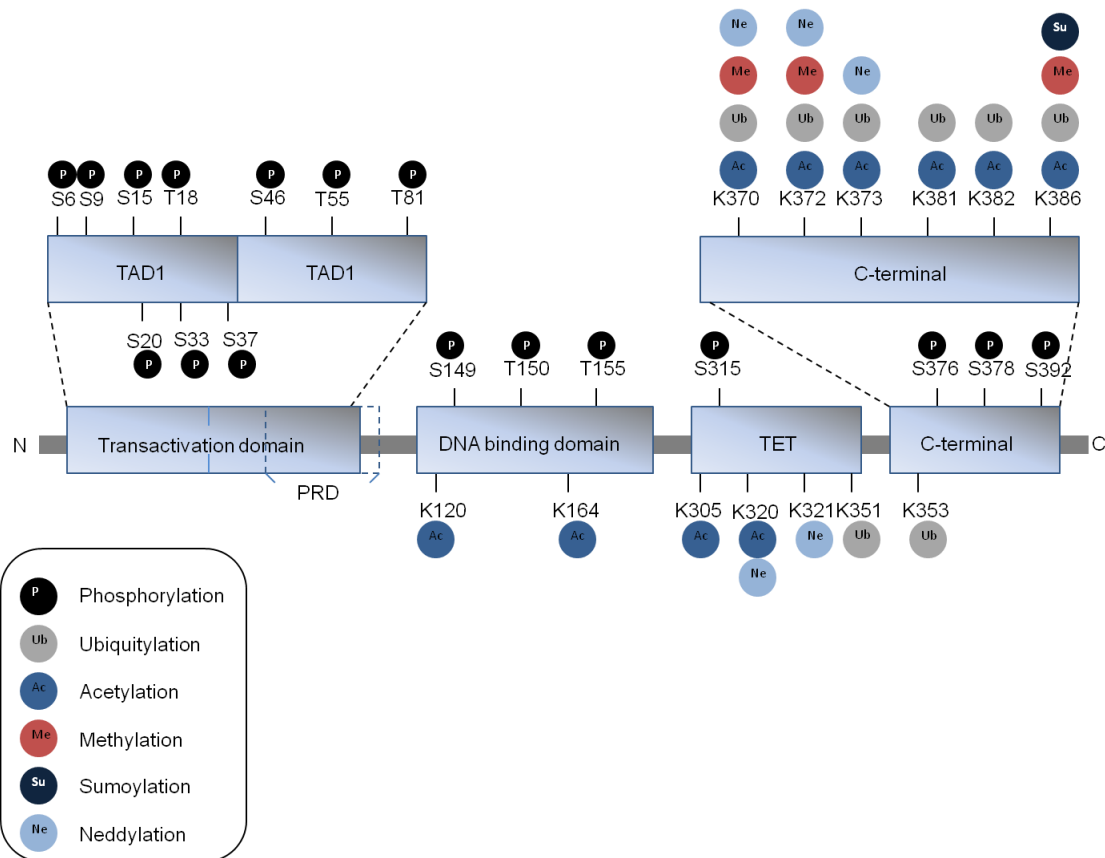 Ne Ne Su
Me Me Ne Me
Ub Ub Ub Ub Ub Ub
Ac Ac Ac Ac Ac Ac
K370 K372 K373 K381 K382 K386
P P P P P P P
S6 S9 S15 T18 S46 T55 T81
TAD1 TAD1
C-terminal
S20 S33 S37
P P P
P P P P P P P
S149 T150 T155 S315 S376 S378 S392
N Transactivation domain DNA binding domain TET C-terminal C
PRD
K120 K164 K305 K320 K321 K351 K353
Ac Ac Ac Ac Ne Ub Ub
Ne
P Phosphorylation
Ub Ubiquitylation
Ac Acetylation
Me Methylation
Su Sumoylation
Ne Neddylation